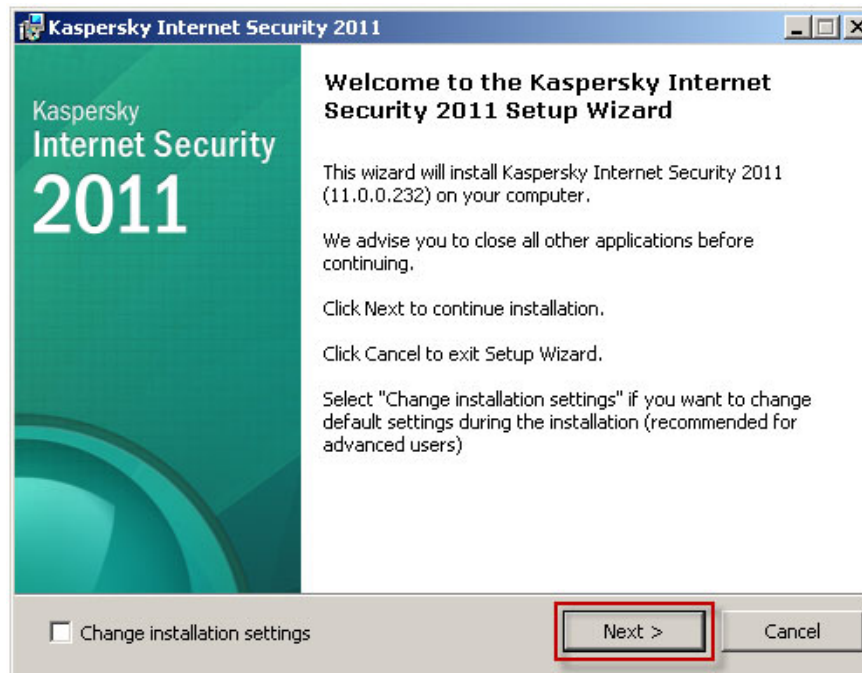 Kaspersky Internet Security 2011
Kaspersky
Internet Security
2011
Welcome to the Kaspersky Internet
Security 2011 Setup Wizard
This wizard will install Kaspersky Internet Security 2011
(11.0.0.232) on your computer.
We advise you to close all other applications before
continuing.
Click Next to continue installation.
Click Cancel to exit Setup Wizard.
Select "Change installation settings" if you want to change
default settings during the installation (recommended for
advanced users)
Change installation settings
Next >
Cancel